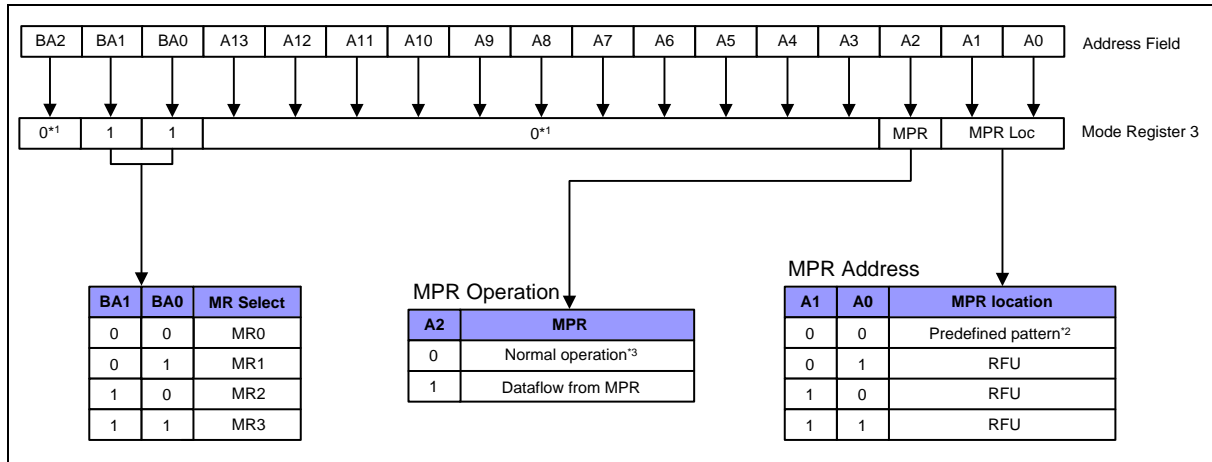 BA2 BA1 BA0 A13 A12 A11 A10 A9 A8 A7 A6 A5 A4 A3 A2 A1 A0 Address Field
0*1 1 1 0*1 MPR MPR Loc Mode Register 3
BA1 BA0 MR Select
0 0 MR0
0 1 MR1
1 0 MR2
1 1 MR3
MPR Operation
A2 MPR
0 Normal operation*3
1 Dataflow from MPR
MPR Address
A1 A0 MPR location
0 0 Predefined pattern*2
0 1 RFU
1 0 RFU
1 1 RFU